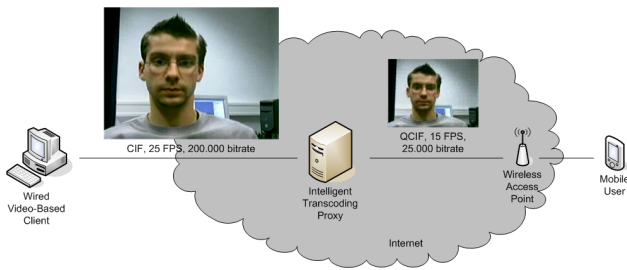 CIF, 25 FPS, 200.000 bitrate
QCIF, 15 FPS,
25.000 bitrate
Wired
Video-Based
Client
Intelligent
Transcoding
Proxy
Wireless
Access
Point
Mobile
User
Internet